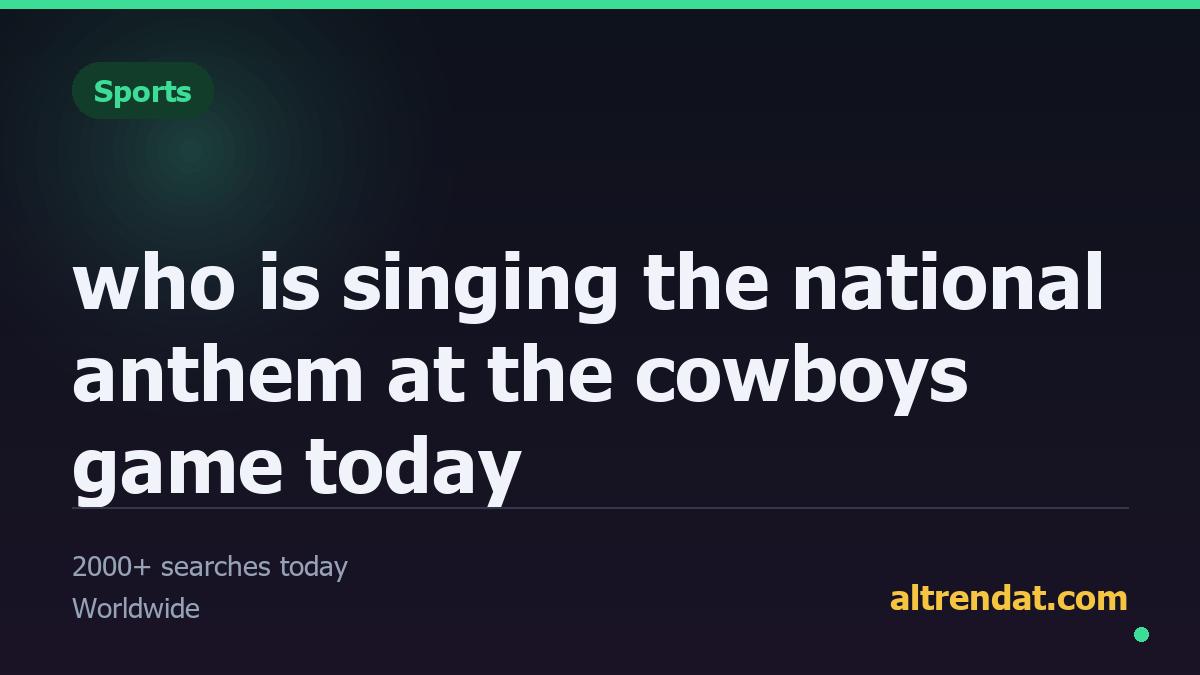 Sports
who is singing the national
anthem at the cowboys
game today
2000+ searches today
Worldwide
altrendat.com